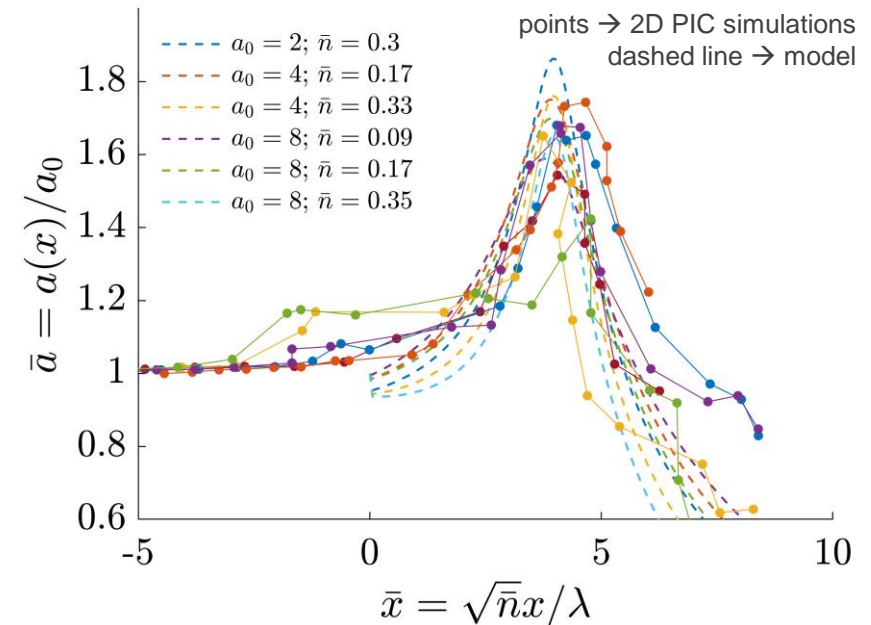 points → 2D PIC simulations
dashed line → model
a₀ = 2; n̄ = 0.3
a₀ = 4; n̄ = 0.17
a₀ = 4; n̄ = 0.33
a₀ = 8; n̄ = 0.09
a₀ = 8; n̄ = 0.17
a₀ = 8; n̄ = 0.35
ā = a(x)/a₀
1.8
1.6
1.4
1.2
1
0.8
0.6
-5 0 5 10
x̄ = √n̄x/λ